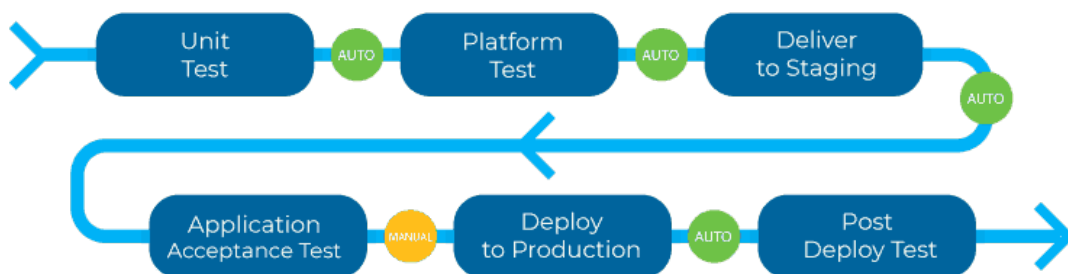 Unit
Test
AUTO
Platform
Test
AUTO
Deliver
to Staging
AUTO
Application
Acceptance Test
MANUAL
Deploy
to Production
AUTO
Post
Deploy Test